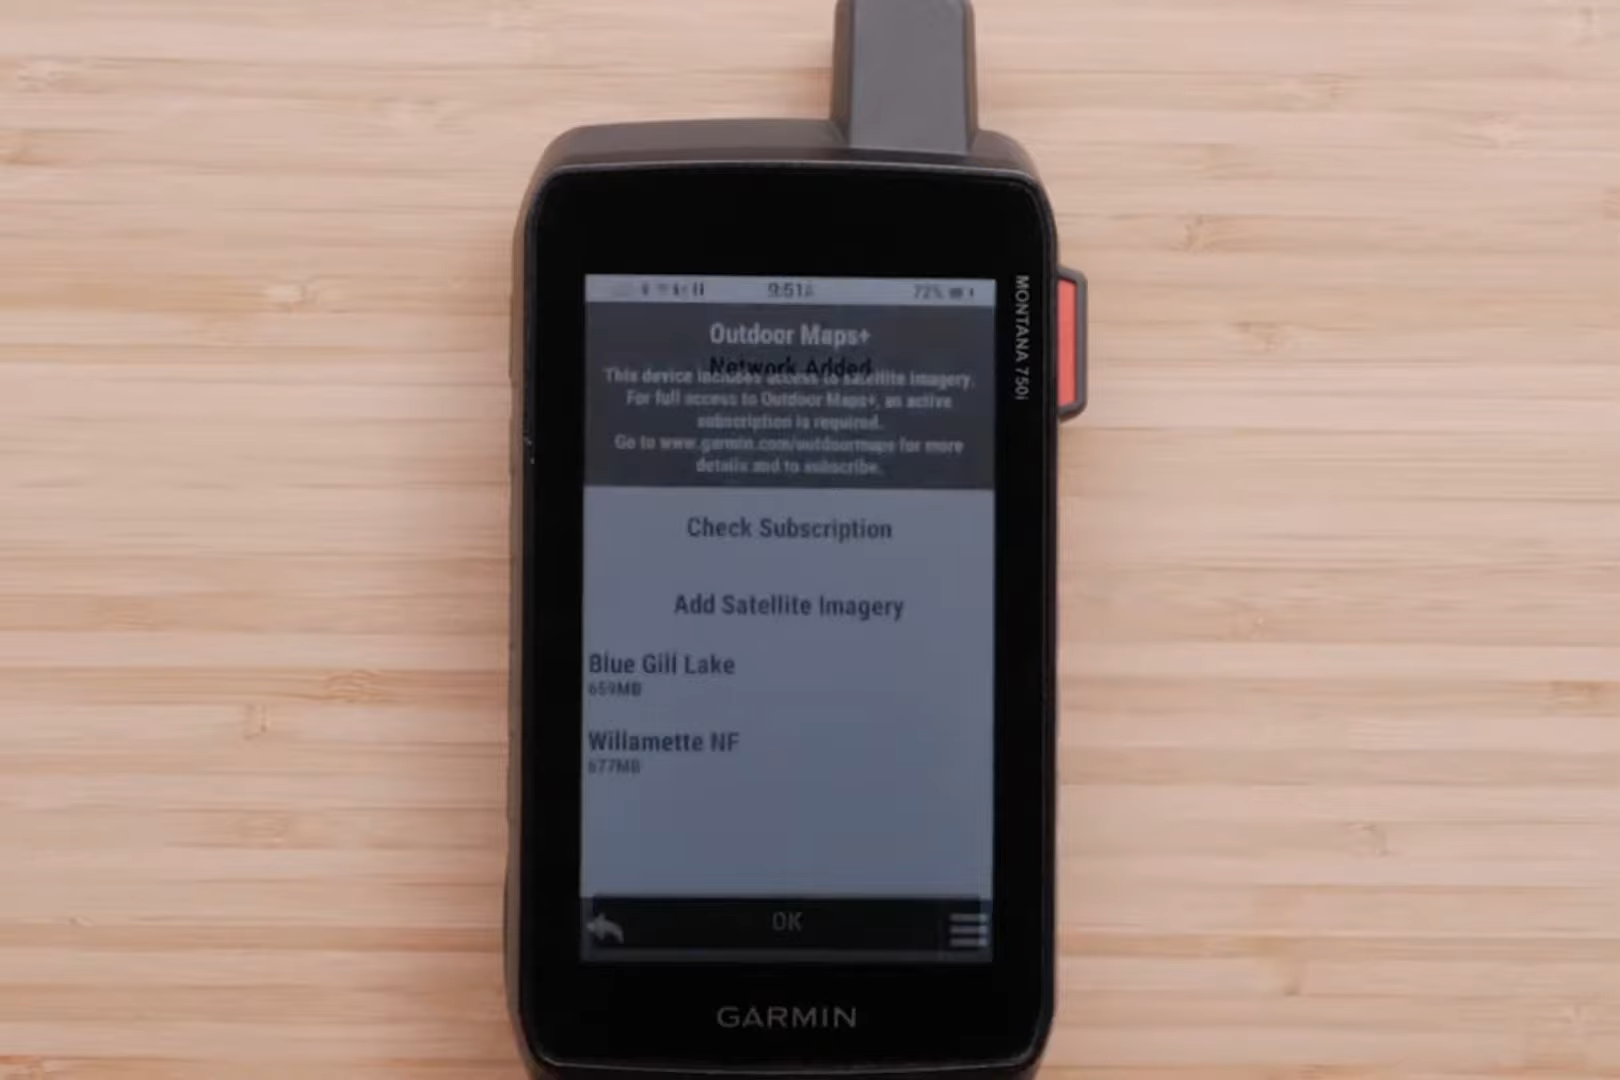 9:51
72%
Outdoor Maps+
Network Added
This device includes access to satellite imagery.
For full access to Outdoor Maps+, an active
subscription is required.
Go to www.garmin.com/outdoormaps for more
details and to subscribe.
Check Subscription
Add Satellite Imagery
Blue Gill Lake
659MB
Willamette NF
677MB
OK
GARMIN
MONTANA 750i